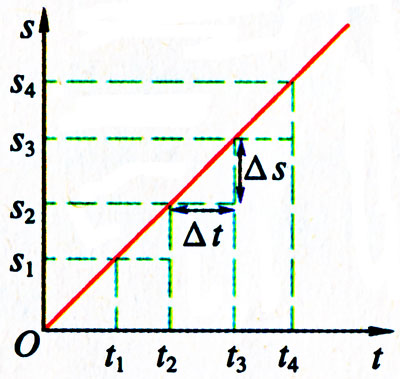 s
s₄
s₃
Δs
s₂
Δt
s₁
O t₁ t₂ t₃ t₄ t